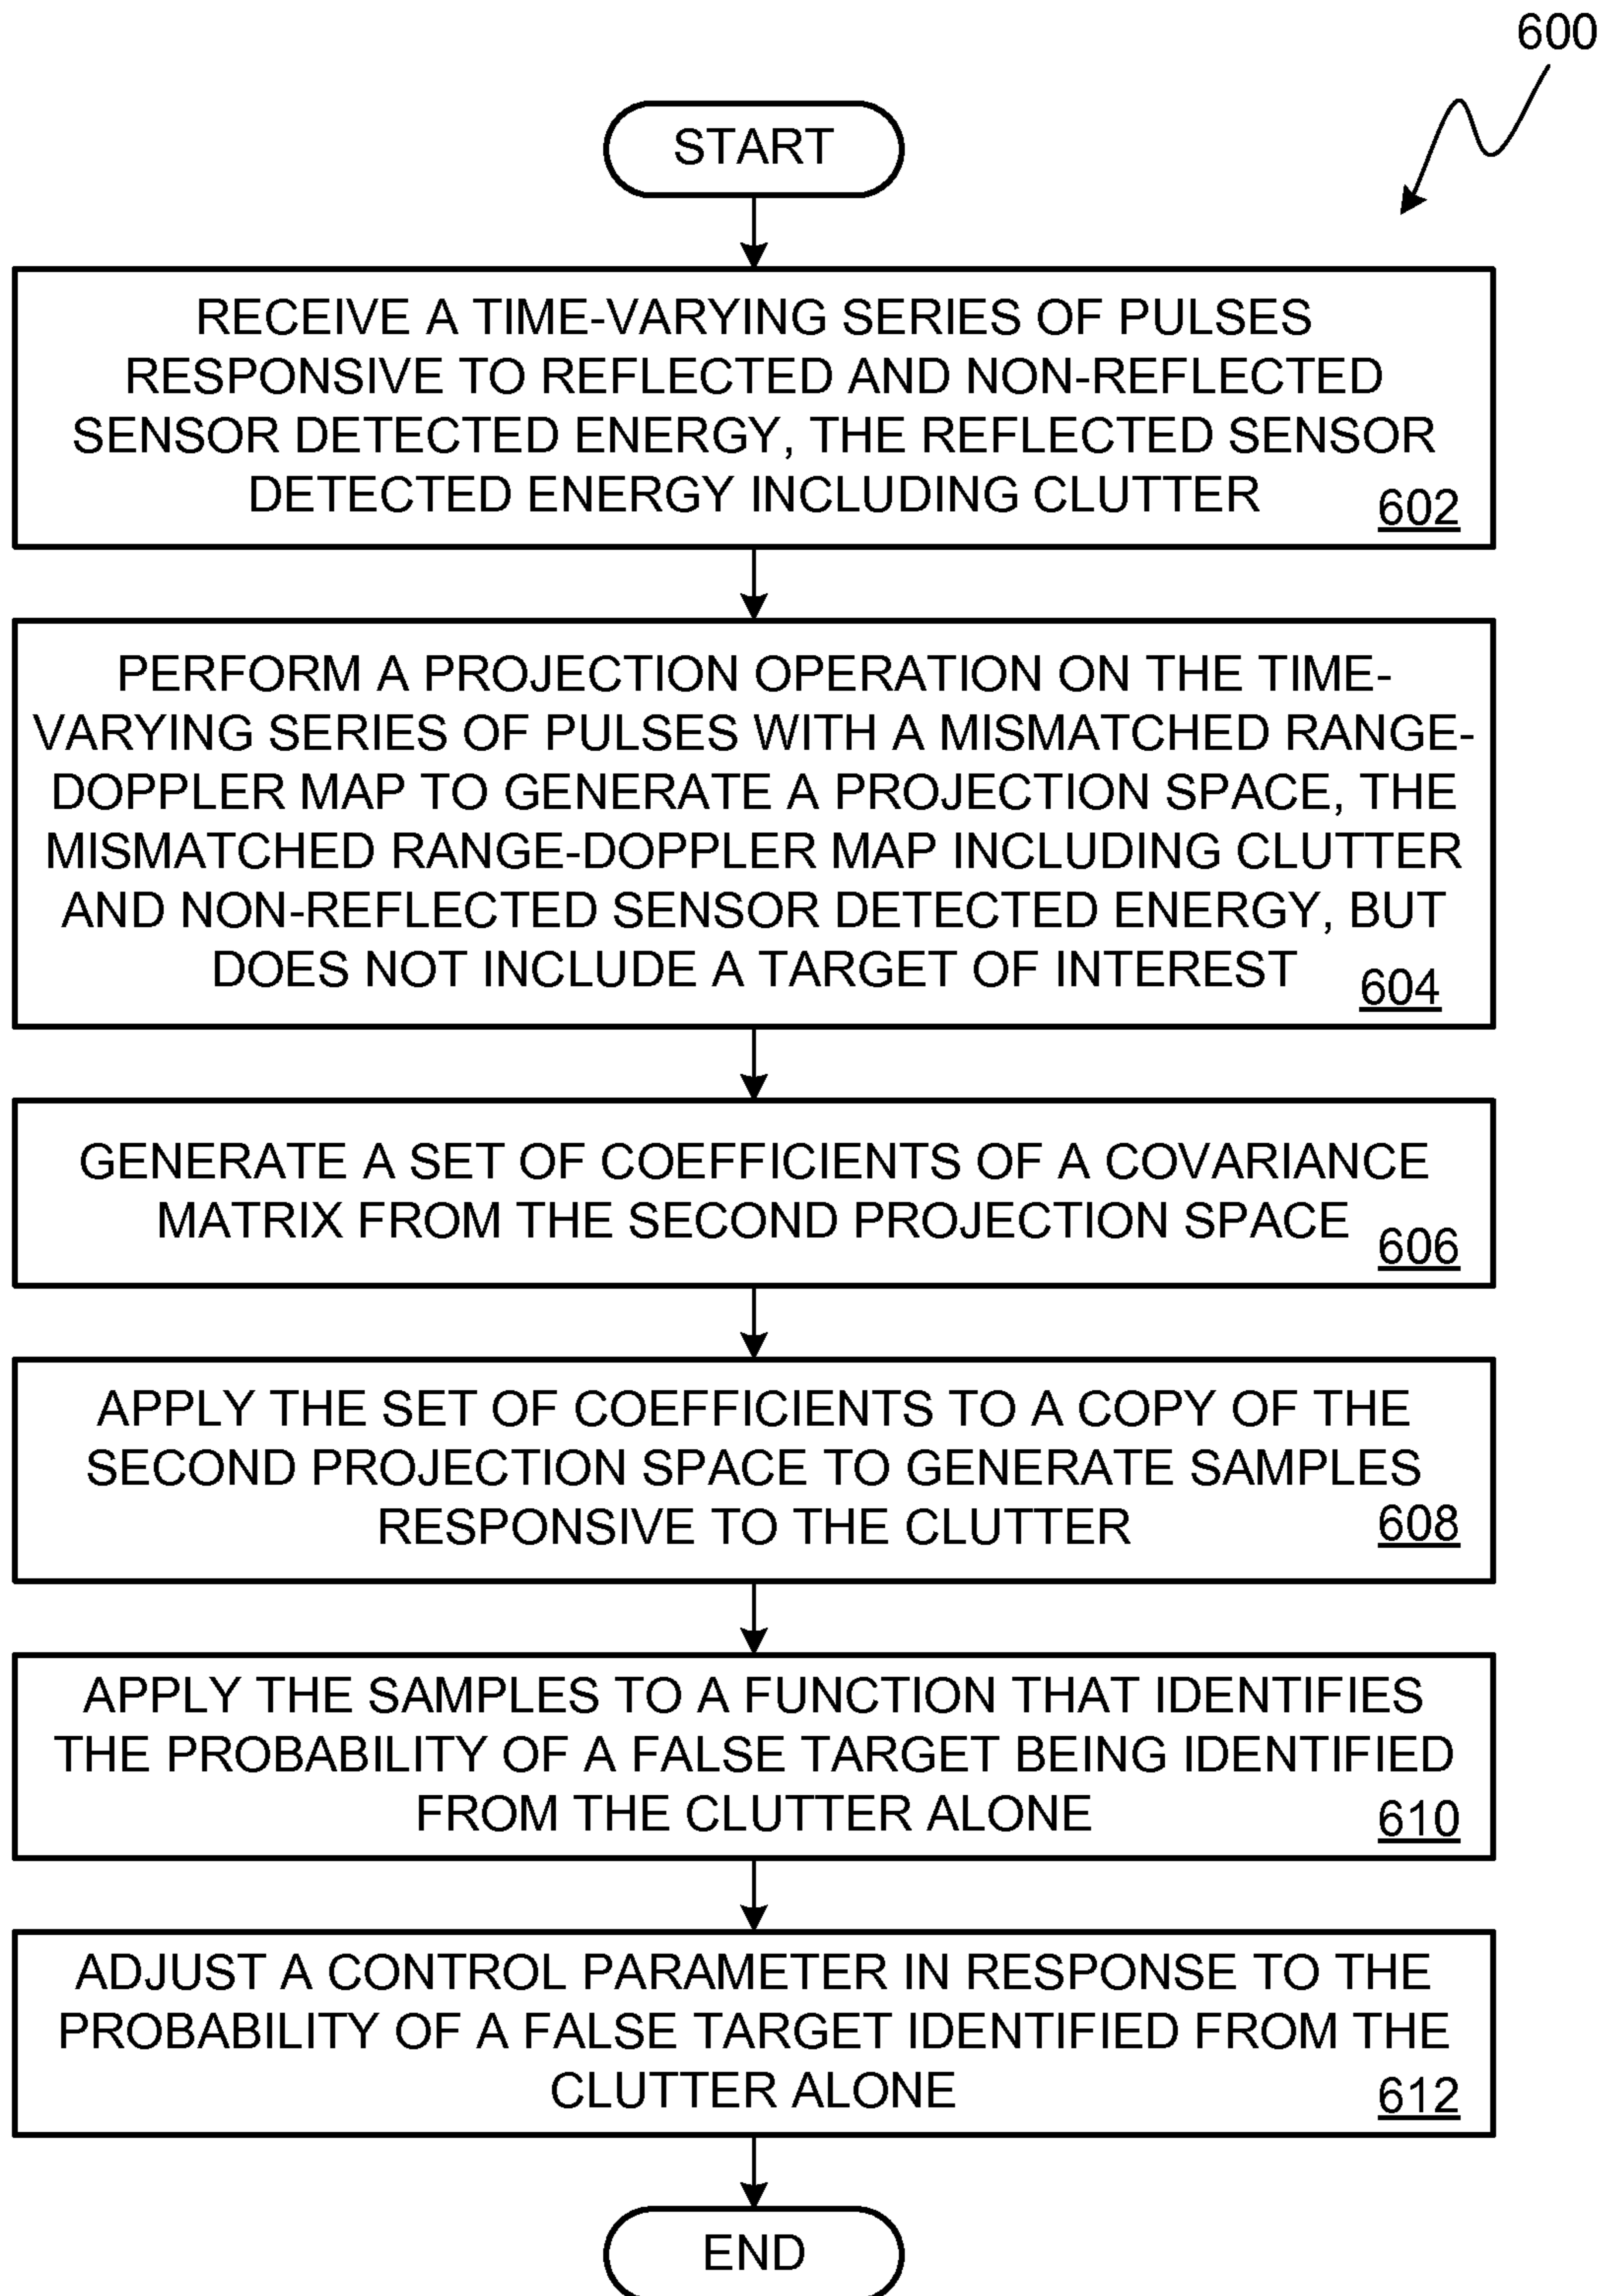 600
START
RECEIVE A TIME-VARYING SERIES OF PULSES
RESPONSIVE TO REFLECTED AND NON-REFLECTED
SENSOR DETECTED ENERGY, THE REFLECTED SENSOR
DETECTED ENERGY INCLUDING CLUTTER
602
PERFORM A PROJECTION OPERATION ON THE TIME-
VARYING SERIES OF PULSES WITH A MISMATCHED RANGE-
DOPPLER MAP TO GENERATE A PROJECTION SPACE, THE
MISMATCHED RANGE-DOPPLER MAP INCLUDING CLUTTER
AND NON-REFLECTED SENSOR DETECTED ENERGY, BUT
DOES NOT INCLUDE A TARGET OF INTEREST
604
GENERATE A SET OF COEFFICIENTS OF A COVARIANCE
MATRIX FROM THE SECOND PROJECTION SPACE
606
APPLY THE SET OF COEFFICIENTS TO A COPY OF THE
SECOND PROJECTION SPACE TO GENERATE SAMPLES
RESPONSIVE TO THE CLUTTER
608
APPLY THE SAMPLES TO A FUNCTION THAT IDENTIFIES
THE PROBABILITY OF A FALSE TARGET BEING IDENTIFIED
FROM THE CLUTTER ALONE
610
ADJUST A CONTROL PARAMETER IN RESPONSE TO THE
PROBABILITY OF A FALSE TARGET IDENTIFIED FROM THE
CLUTTER ALONE
612
END